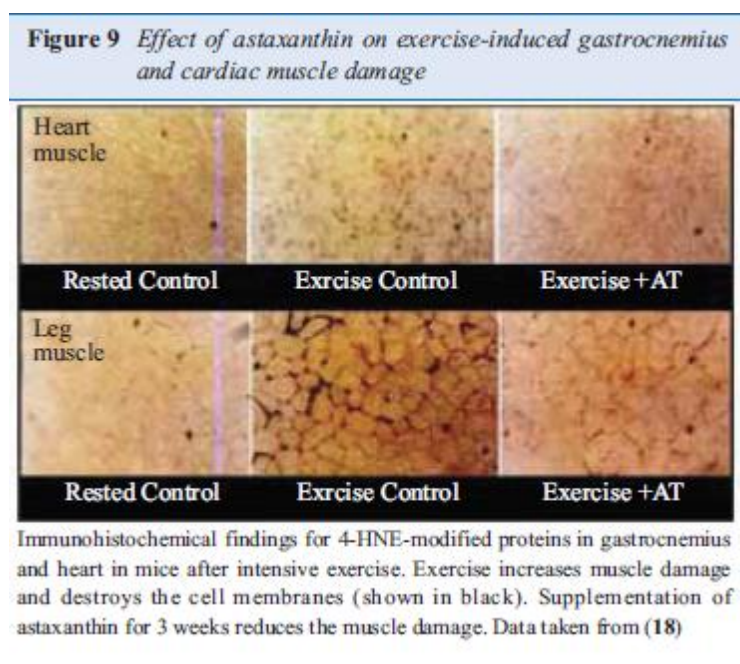 Figure 9 Effect of astaxanthin on exercise-induced gastrocnemius
and cardiac muscle damage
Heart
muscle
Rested Control Exrcise Control Exercise +AT
Leg
muscle
Rested Control Exrcise Control Exercise +AT
Immunohistochemical findings for 4-HNE-modified proteins in gastrocnemius
and heart in mice after intensive exercise. Exercise increases muscle damage
and destroys the cell membranes (shown in black). Supplementation of
astaxanthin for 3 weeks reduces the muscle damage. Data taken from (18)